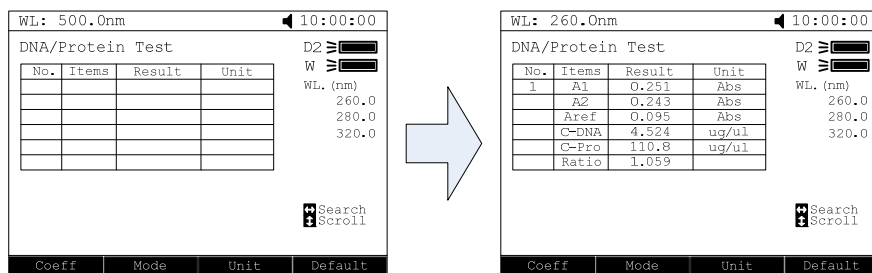 WL: 500.0nm 10:00:00
DNA/Protein Test D2
W
No. Items Result Unit
WL. (nm)
260.0
280.0
320.0
Search
Scroll
Coeff Mode Unit Default
WL: 260.0nm 10:00:00
DNA/Protein Test D2
W
No. Items Result Unit
WL. (nm)
1 A1 0.251 Abs
260.0
A2 0.243 Abs
280.0
Aref 0.095 Abs
320.0
C-DNA 4.524 ug/ul
C-Pro 110.8 ug/ul
Ratio 1.059
Search
Scroll
Coeff Mode Unit Default